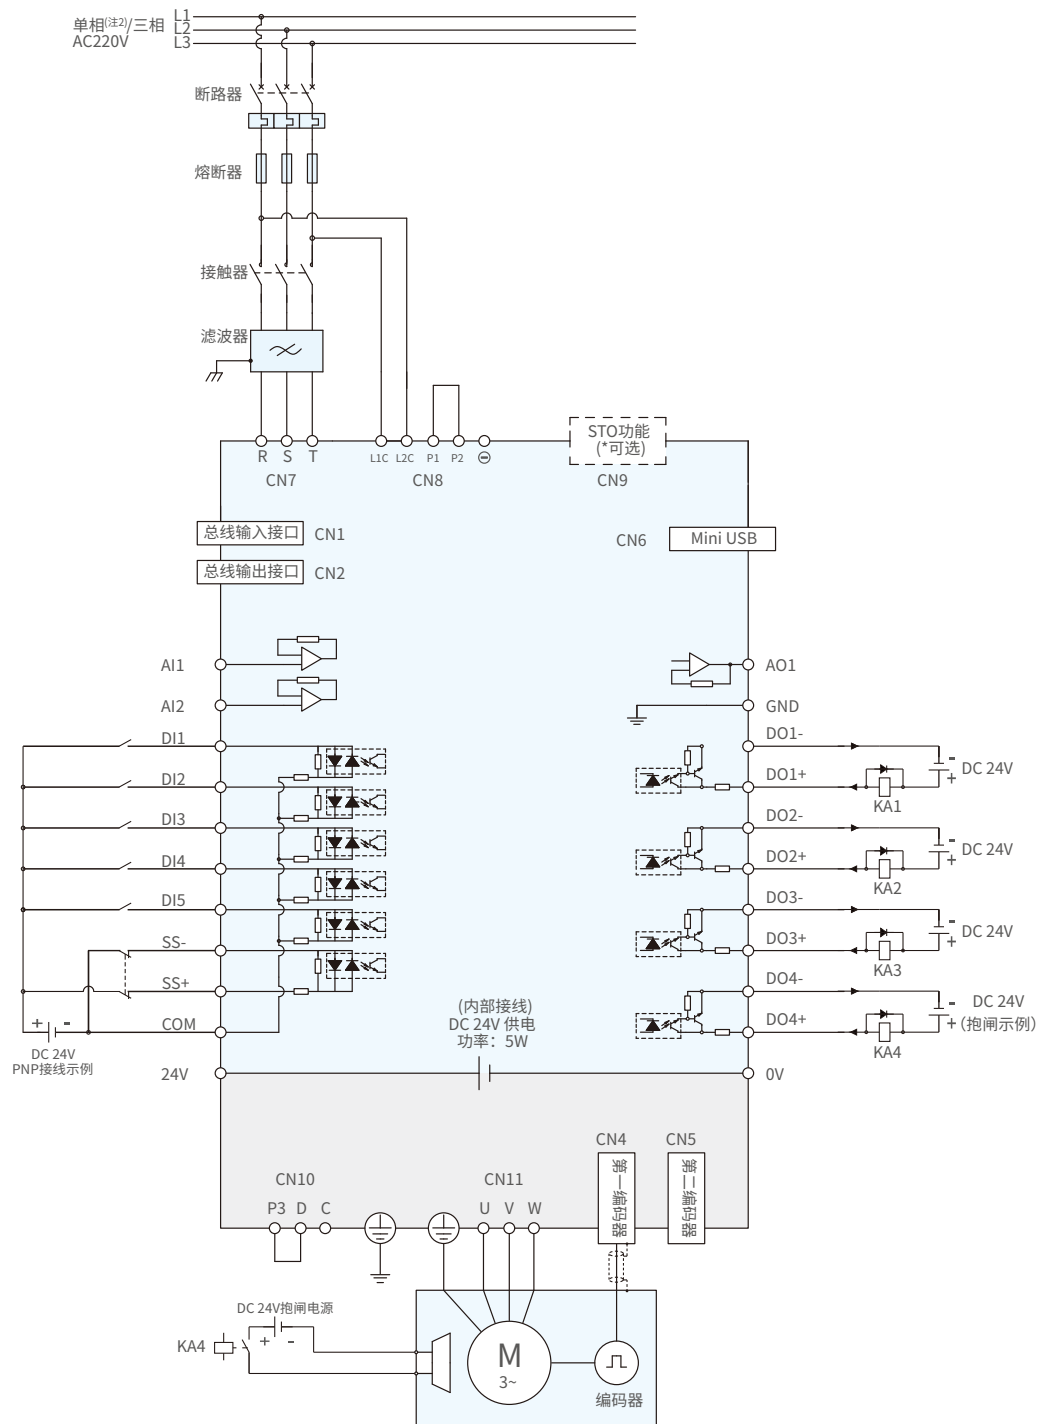 单相(注2)/三相
AC220V
L1
L2
L3
断路器
熔断器
接触器
滤波器
STO功能
(*可选)
R S T L1C L2C P1 P2 ⊖
CN7 CN8 CN9
总线输入接口 CN1
CN6 Mini USB
总线输出接口 CN2
AI1
AO1
AI2
GND
DI1
DO1-
DI2
DO1+
- DC 24V
+
KA1
DI3
DO2-
DI4
DO2+
- DC 24V
+
KA2
DI5
DO3-
SS-
DO3+
- DC 24V
+
KA3
SS+
DO4-
COM
DO4+
- DC 24V
+ (抱闸示例)
KA4
+ -
DC 24V
PNP接线示例
(内部接线)
DC 24V 供电
功率：5W
24V
0V
CN4 CN5
第一编码器
第二编码器
CN10 CN11
P3 D C U V W
DC 24V抱闸电源
KA4
+ -
M
3~
编码器